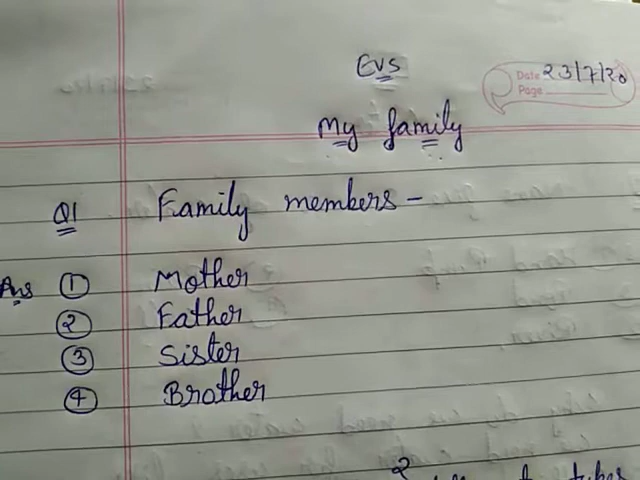 EVS
Date 23/7/20
Page
My family
Q1 Family members -
Ans ① Mother
② Father
③ Sister
④ Brother